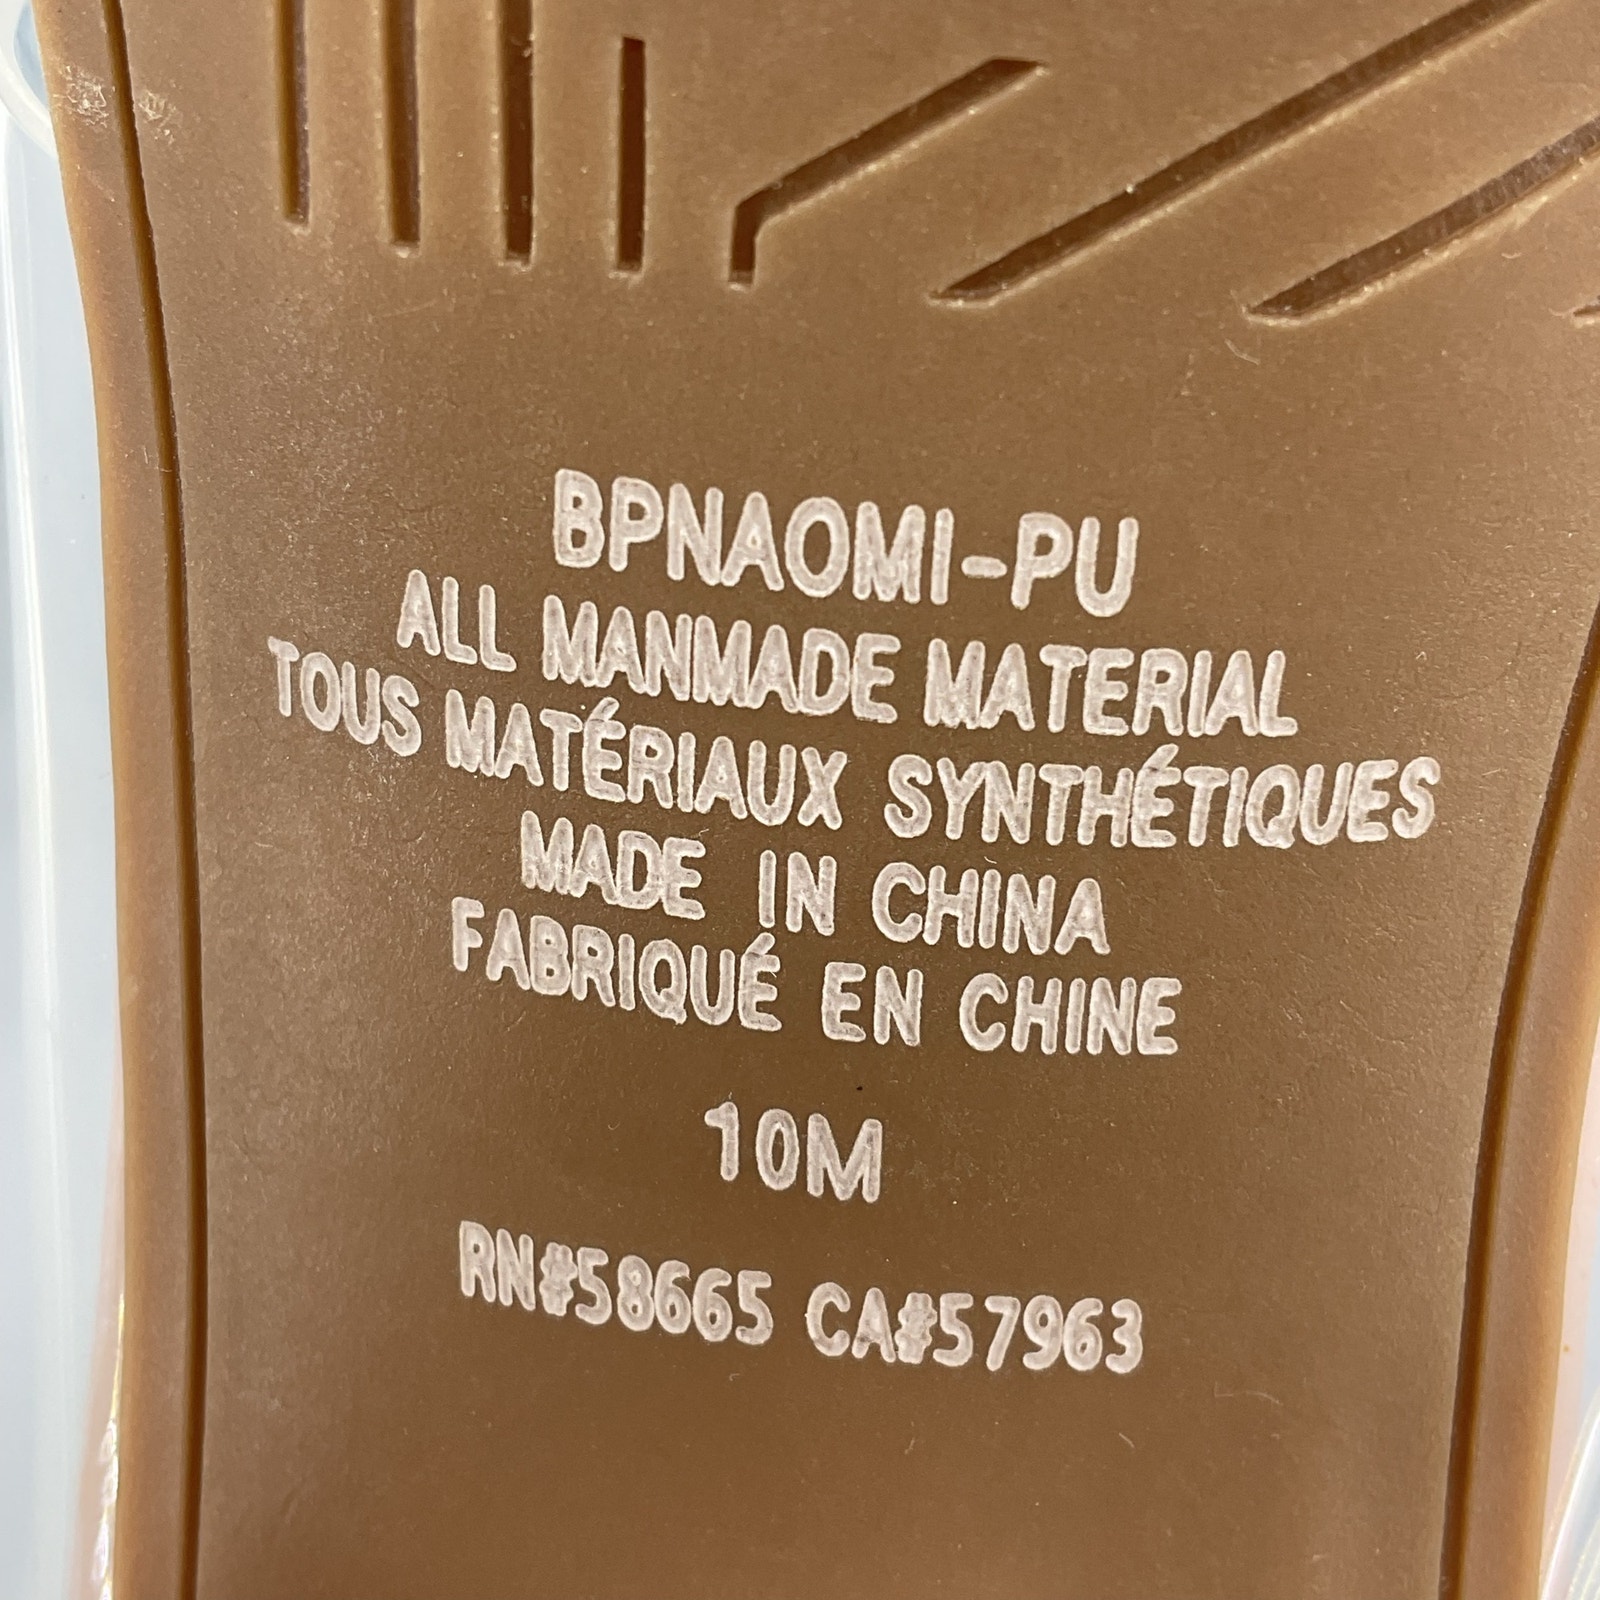 BPNAOMI-PU
ALL MANMADE MATERIAL
TOUS MATÉRIAUX SYNTHÉTIQUES
MADE IN CHINA
FABRIQUÉ EN CHINE
10M
RN#58665 CA#57963